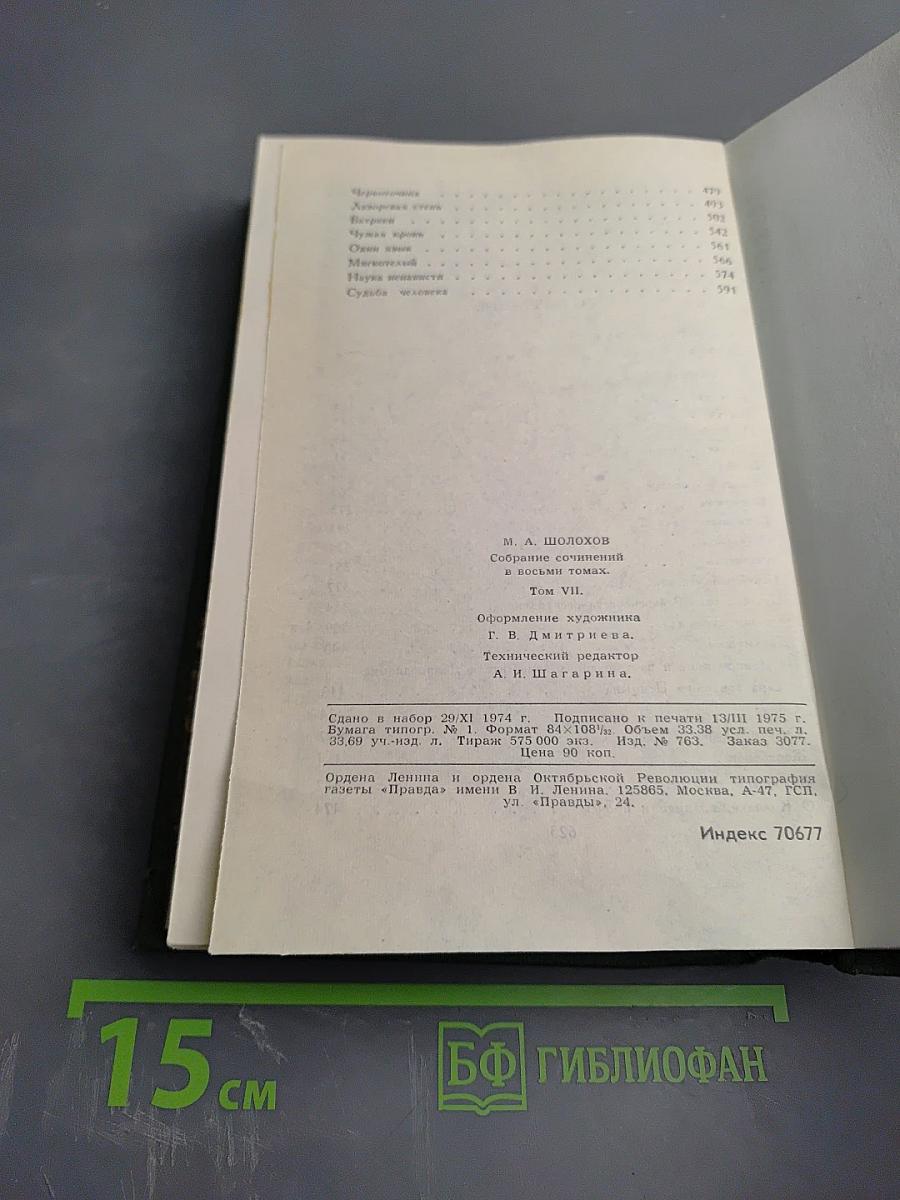 Червоточина . . . . . . . . . . . . . . . . . 479
Лазоревая степь . . . . . . . . . . . . . . . . 493
. . . . . . . . . . . . . . . . . . 502
Чужая кровь . . . . . . . . . . . . . . . . . 542
Один язык . . . . . . . . . . . . . . . . . . 561
Мягкотелый . . . . . . . . . . . . . . . . . 566
Наука ненависти . . . . . . . . . . . . . . . . 574
Судьба человека . . . . . . . . . . . . . . . . 591
М. А. ШОЛОХОВ
Собрание сочинений
в восьми томах.
Том VII.
Оформление художника
Г. В. Дмитриева.
Технический редактор
А. И. Шагарина.
Сдано в набор 29/XI 1974 г. Подписано к печати 13/III 1975 г.
Бумага типогр. № 1. Формат 84×108¹/₃₂. Объем 33.38 усл. печ. л.
33,69 уч.-изд. л. Тираж 575 000 экз. Изд. № 763. Заказ 3077.
Цена 90 коп.
Ордена Ленина и ордена Октябрьской Революции типография
газеты «Правда» имени В. И. Ленина. 125865, Москва, А-47, ГСП,
ул. «Правды», 24.
Индекс 70677
15 см
БФ ГИБЛИОФАН